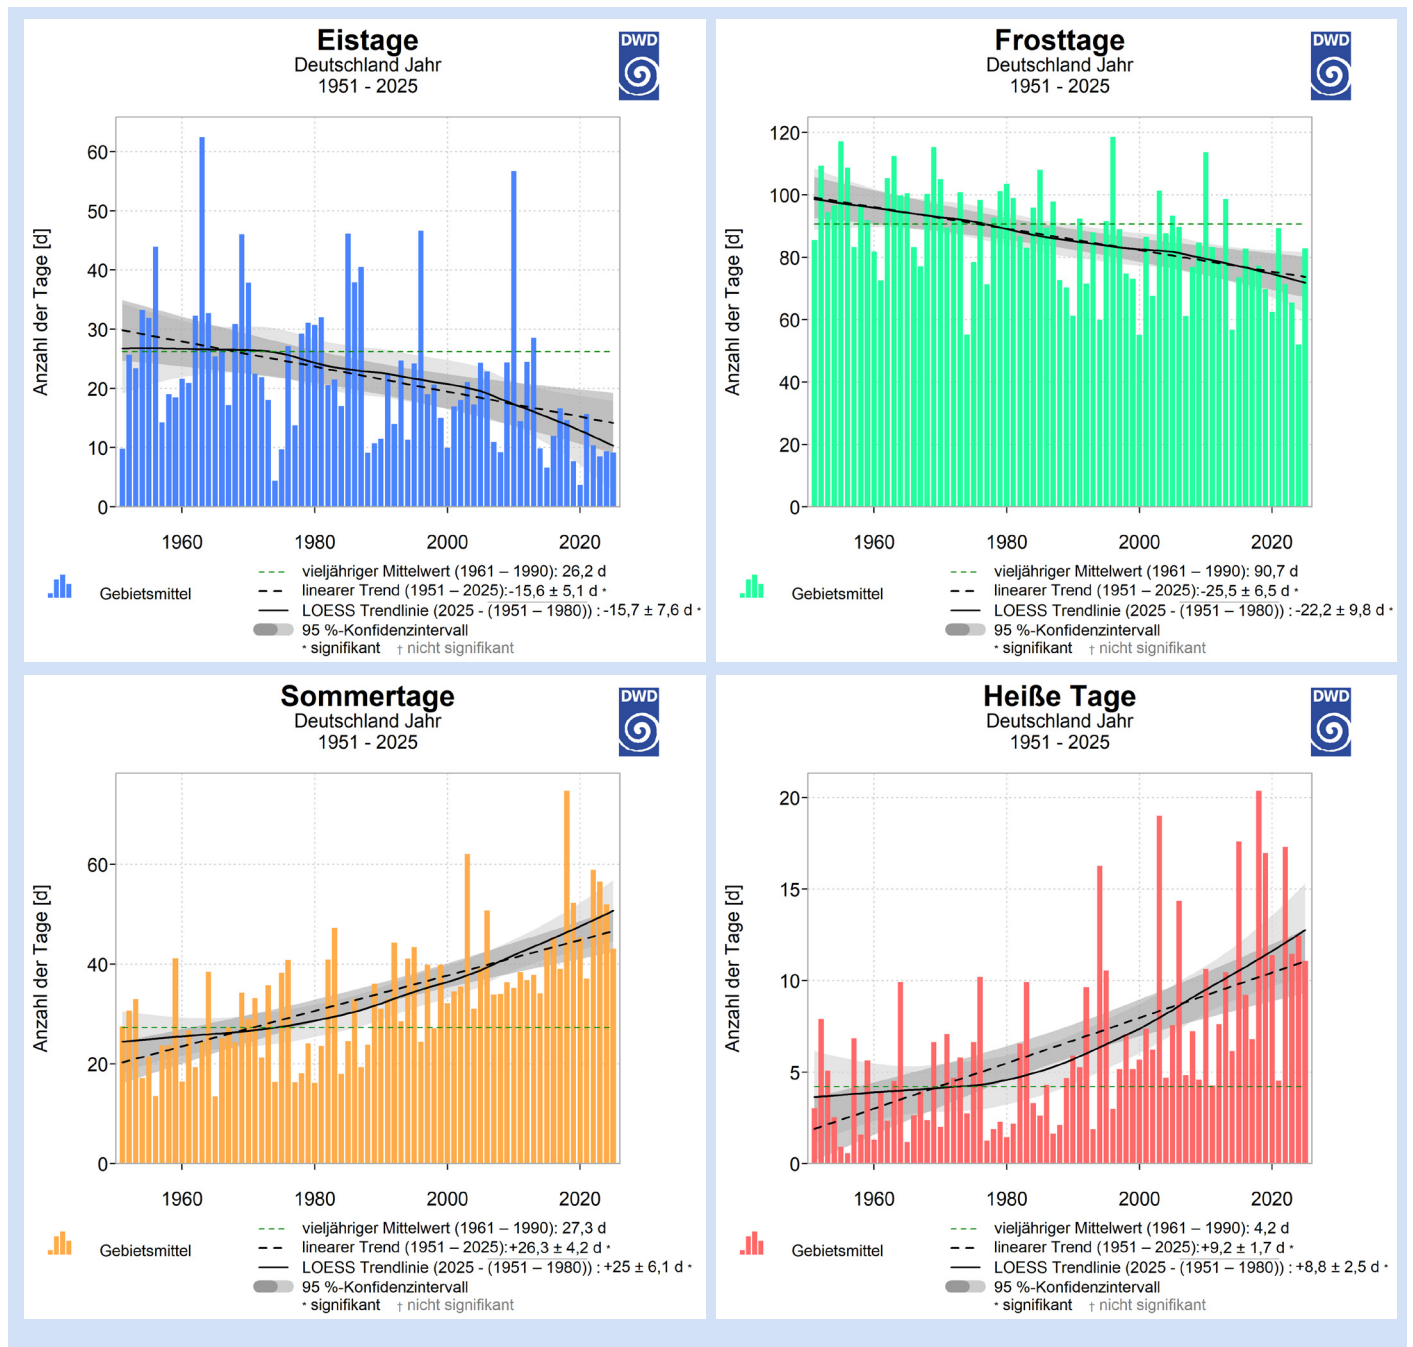 Eistage
Deutschland Jahr
1951 - 2025
DWD
Anzahl der Tage [d]
60
50
40
30
20
10
0
1960 1980 2000 2020
Gebietsmittel
vieljähriger Mittelwert (1961 – 1990): 26,2 d
linearer Trend (1951 – 2025):-15,6 ± 5,1 d *
LOESS Trendlinie (2025 - (1951 – 1980)) : -15,7 ± 7,6 d *
95 %-Konfidenzintervall
* signifikant † nicht signifikant
Frosttage
Deutschland Jahr
1951 - 2025
DWD
Anzahl der Tage [d]
120
100
80
60
40
20
0
1960 1980 2000 2020
Gebietsmittel
vieljähriger Mittelwert (1961 – 1990): 90,7 d
linearer Trend (1951 – 2025):-25,5 ± 6,5 d *
LOESS Trendlinie (2025 - (1951 – 1980)) : -22,2 ± 9,8 d *
95 %-Konfidenzintervall
* signifikant † nicht signifikant
Sommertage
Deutschland Jahr
1951 - 2025
DWD
Anzahl der Tage [d]
60
40
20
0
1960 1980 2000 2020
Gebietsmittel
vieljähriger Mittelwert (1961 – 1990): 27,3 d
linearer Trend (1951 – 2025):+26,3 ± 4,2 d *
LOESS Trendlinie (2025 - (1951 – 1980)) : +25 ± 6,1 d *
95 %-Konfidenzintervall
* signifikant † nicht signifikant
Heiße Tage
Deutschland Jahr
1951 - 2025
DWD
Anzahl der Tage [d]
20
15
10
5
0
1960 1980 2000 2020
Gebietsmittel
vieljähriger Mittelwert (1961 – 1990): 4,2 d
linearer Trend (1951 – 2025):+9,2 ± 1,7 d *
LOESS Trendlinie (2025 - (1951 – 1980)) : +8,8 ± 2,5 d *
95 %-Konfidenzintervall
* signifikant † nicht signifikant